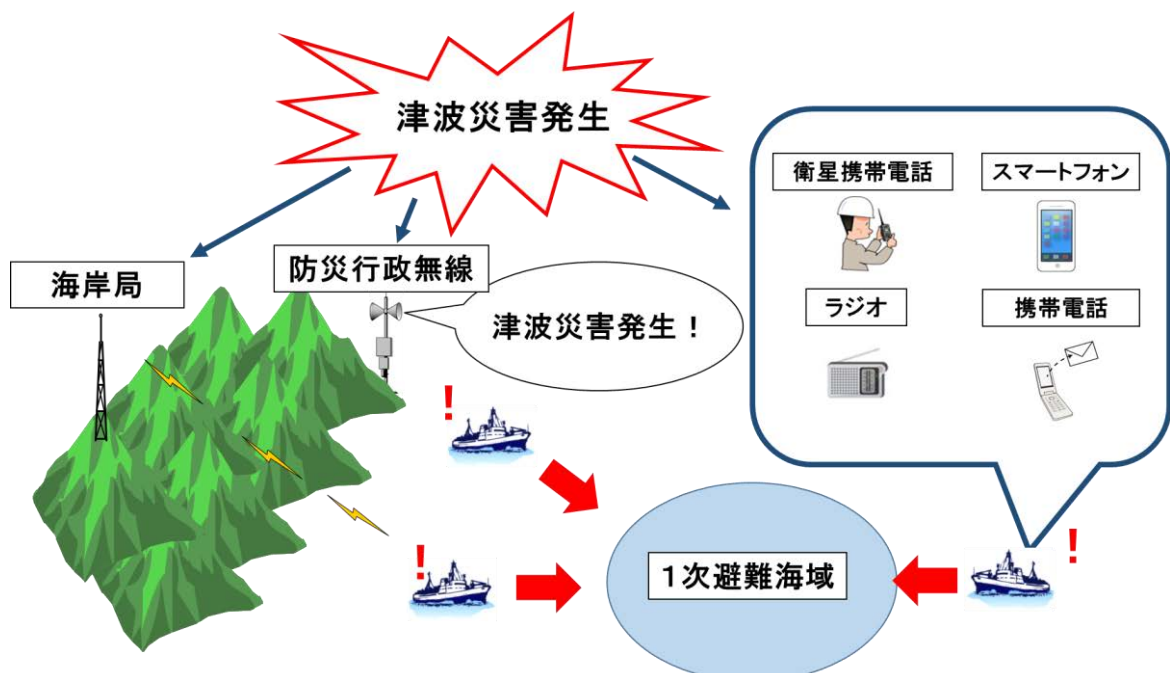 津波災害発生
衛星携帯電話
スマートフォン
防災行政無線
海岸局
津波災害発生！
ラジオ
携帯電話
!
１次避難海域
!
!